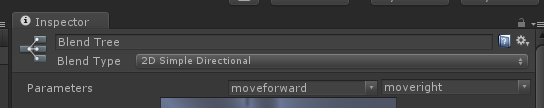 Inspector
Blend Tree
Blend Type 2D Simple Directional
Parameters moveforward moveright